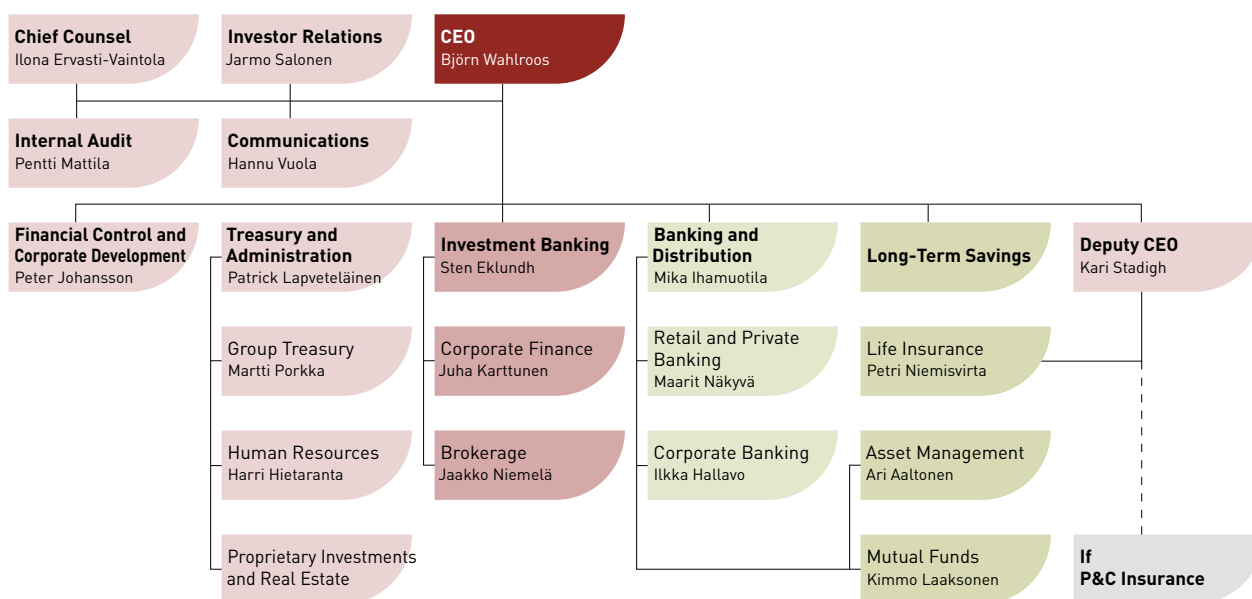 Chief Counsel
Ilona Ervasti-Vaintola
Investor Relations
Jarmo Salonen
CEO
Björn Wahlroos
Internal Audit
Pentti Mattila
Communications
Hannu Vuola
Financial Control and
Corporate Development
Peter Johansson
Treasury and
Administration
Patrick Lapveteläinen
Investment Banking
Sten Eklundh
Banking and
Distribution
Mika Ihamuotila
Long-Term Savings
Deputy CEO
Kari Stadigh
Group Treasury
Martti Porkka
Corporate Finance
Juha Karttunen
Retail and Private
Banking
Maarit Näkyvä
Life Insurance
Petri Niemisvirta
Human Resources
Harri Hietaranta
Brokerage
Jaakko Niemelä
Corporate Banking
Ilkka Hallavo
Asset Management
Ari Aaltonen
Proprietary Investments
and Real Estate
Mutual Funds
Kimmo Laaksonen
If
P&C Insurance